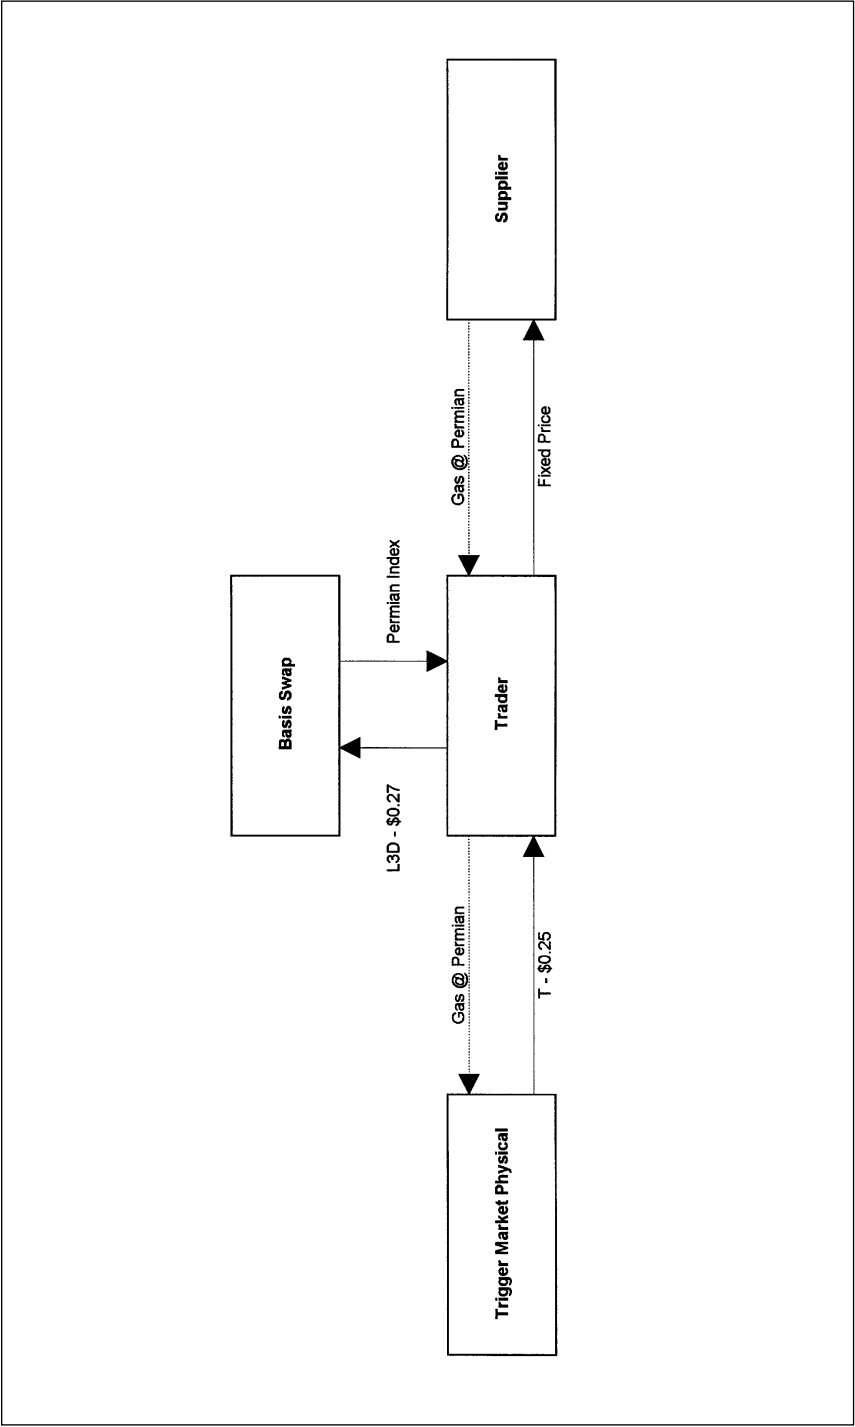 Basis Swap
L3D - $0.27
Permian Index
Gas @ Permian
Gas @ Permian
Trigger Market Physical
Trader
Supplier
T - $0.25
Fixed Price